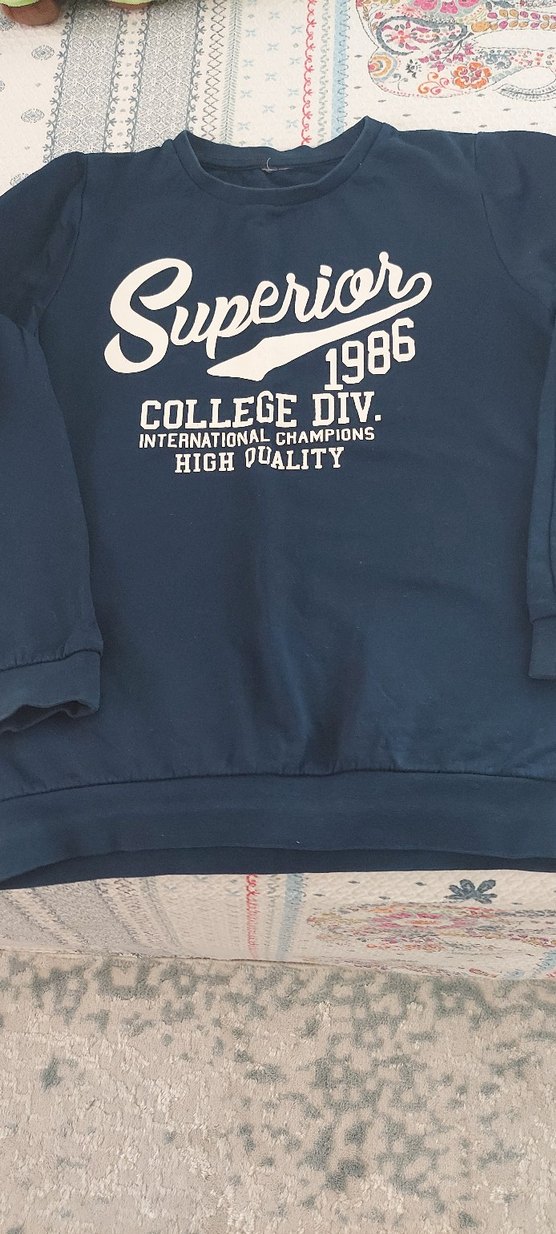 Superior
1986
COLLEGE DIV.
INTERNATIONAL CHAMPIONS
HIGH QUALITY